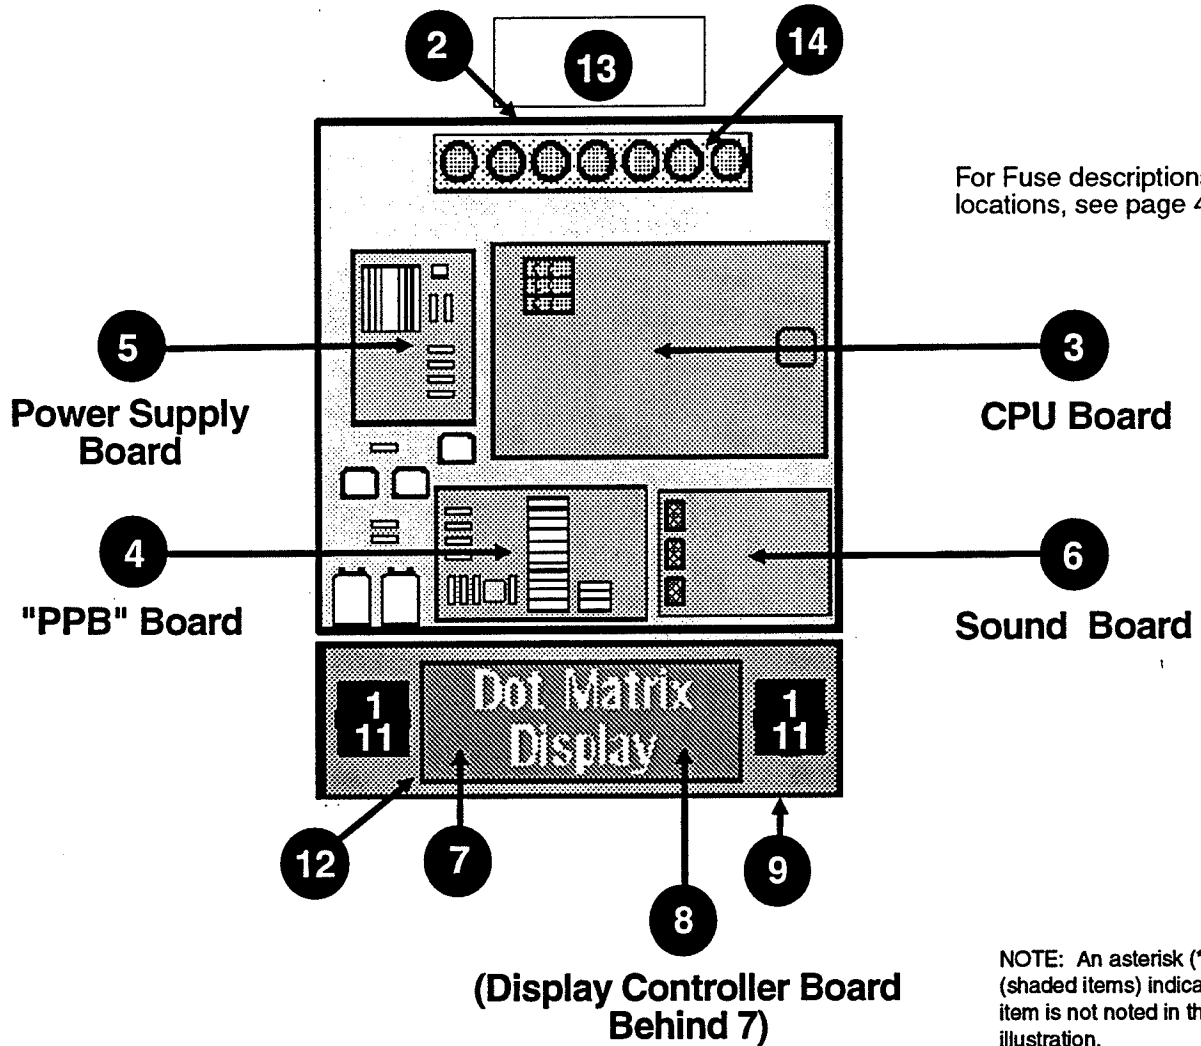 2
13
14
For Fuse description
locations, see page 4
5
Power Supply
Board
3
CPU Board
4
"PPB" Board
6
Sound Board
Dot Matrix
Display
1
11
1
11
12
7
9
8
(Display Controller Board
Behind 7)
NOTE: An asterisk (*
(shaded items) indica
item is not noted in th
illustration.